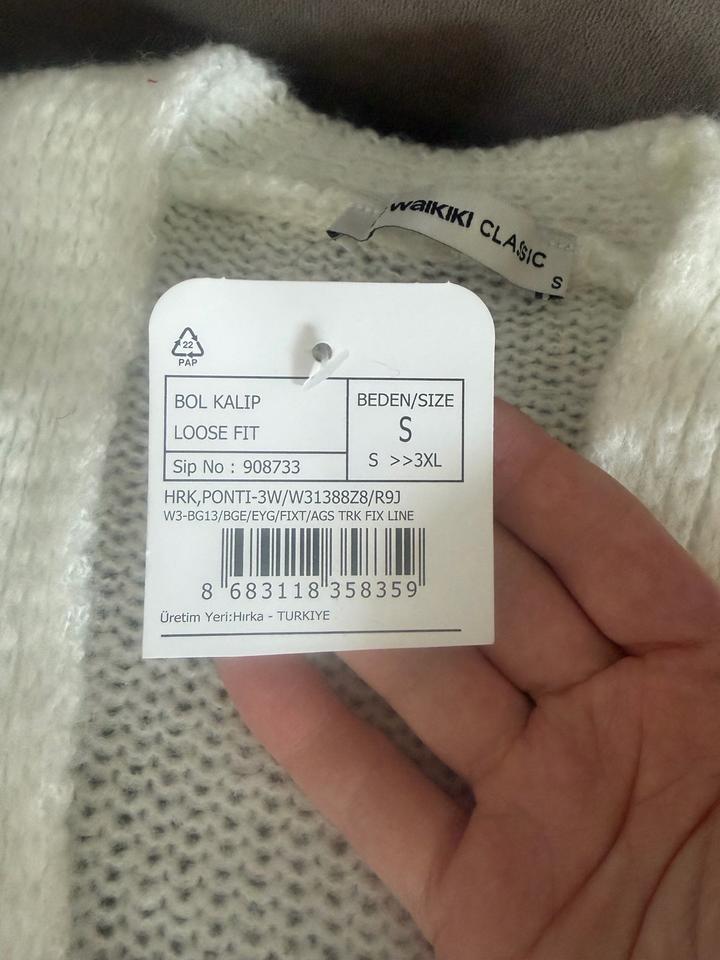 waikiki CLASSIC
S
22
PAP
BOL KALIP
LOOSE FIT
BEDEN/SIZE
S
S >>3XL
Sip No : 908733
HRK,PONTI-3W/W31388Z8/R9J
W3-BG13/BGE/EYG/FIXT/AGS TRK FIX LINE
8 683118 358359
Üretim Yeri:Hırka - TURKIYE